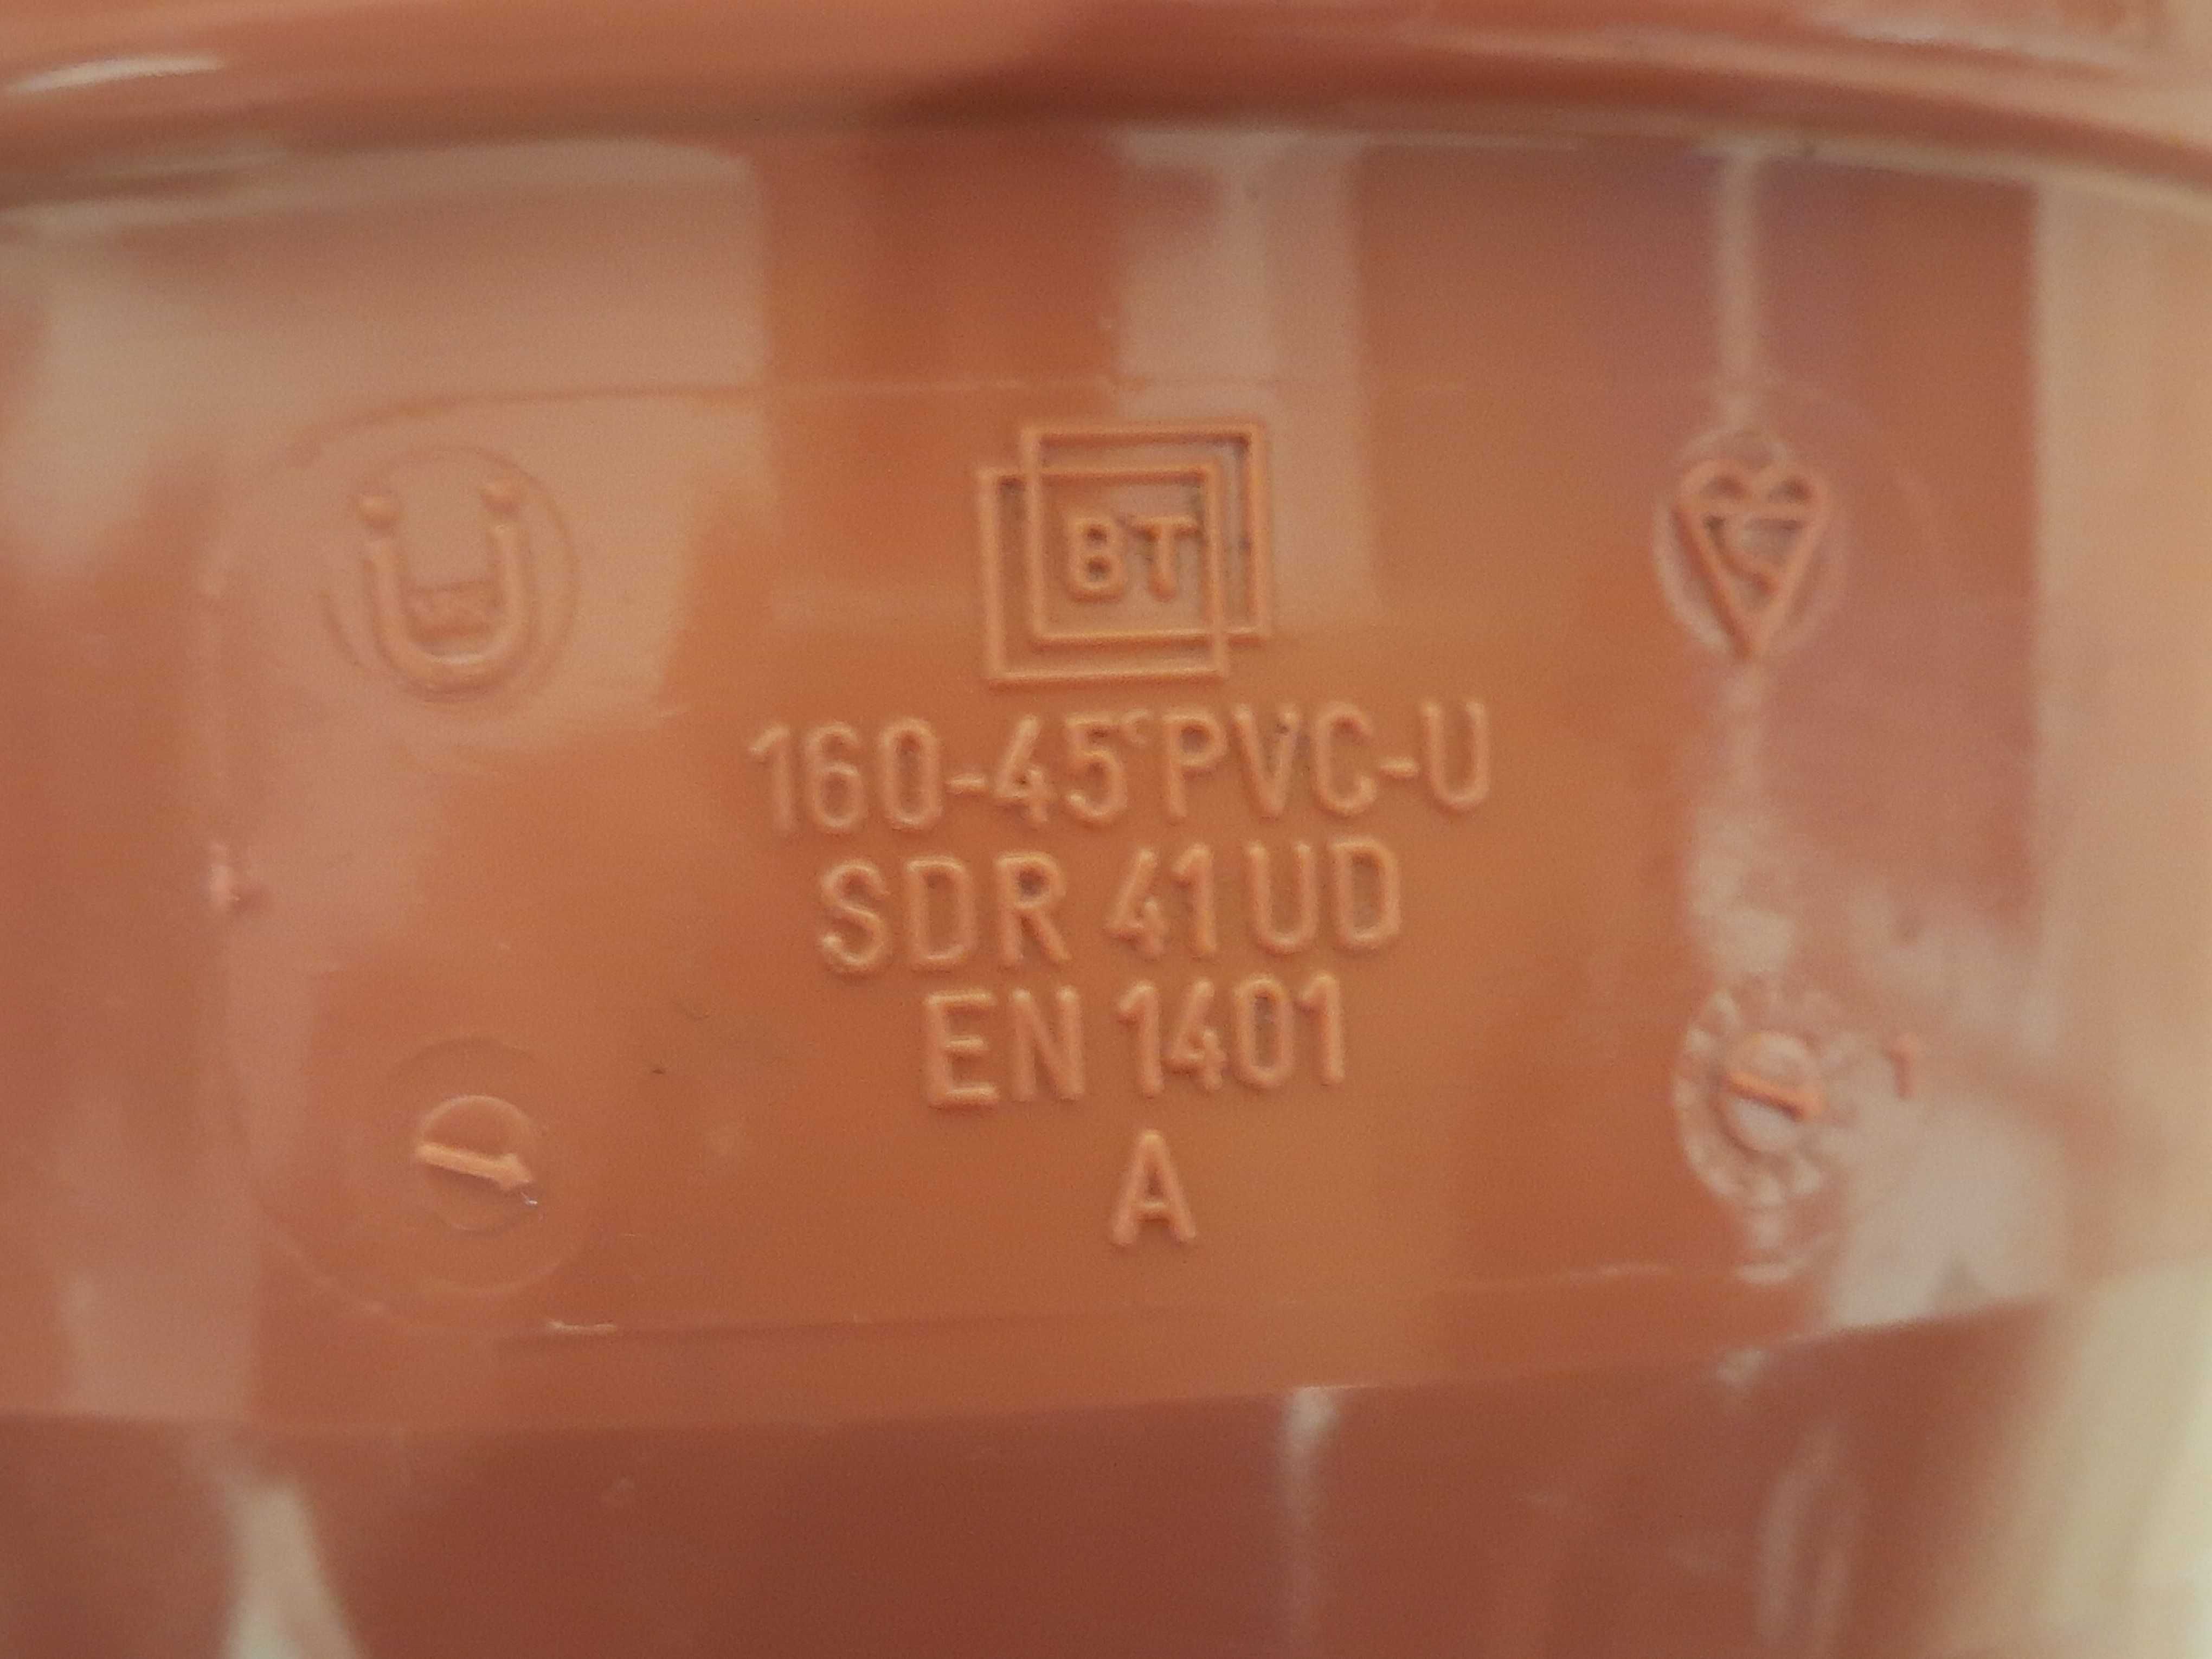 Ü
BT
160-45°PVC-U
SDR 41 UD
EN 1401
A